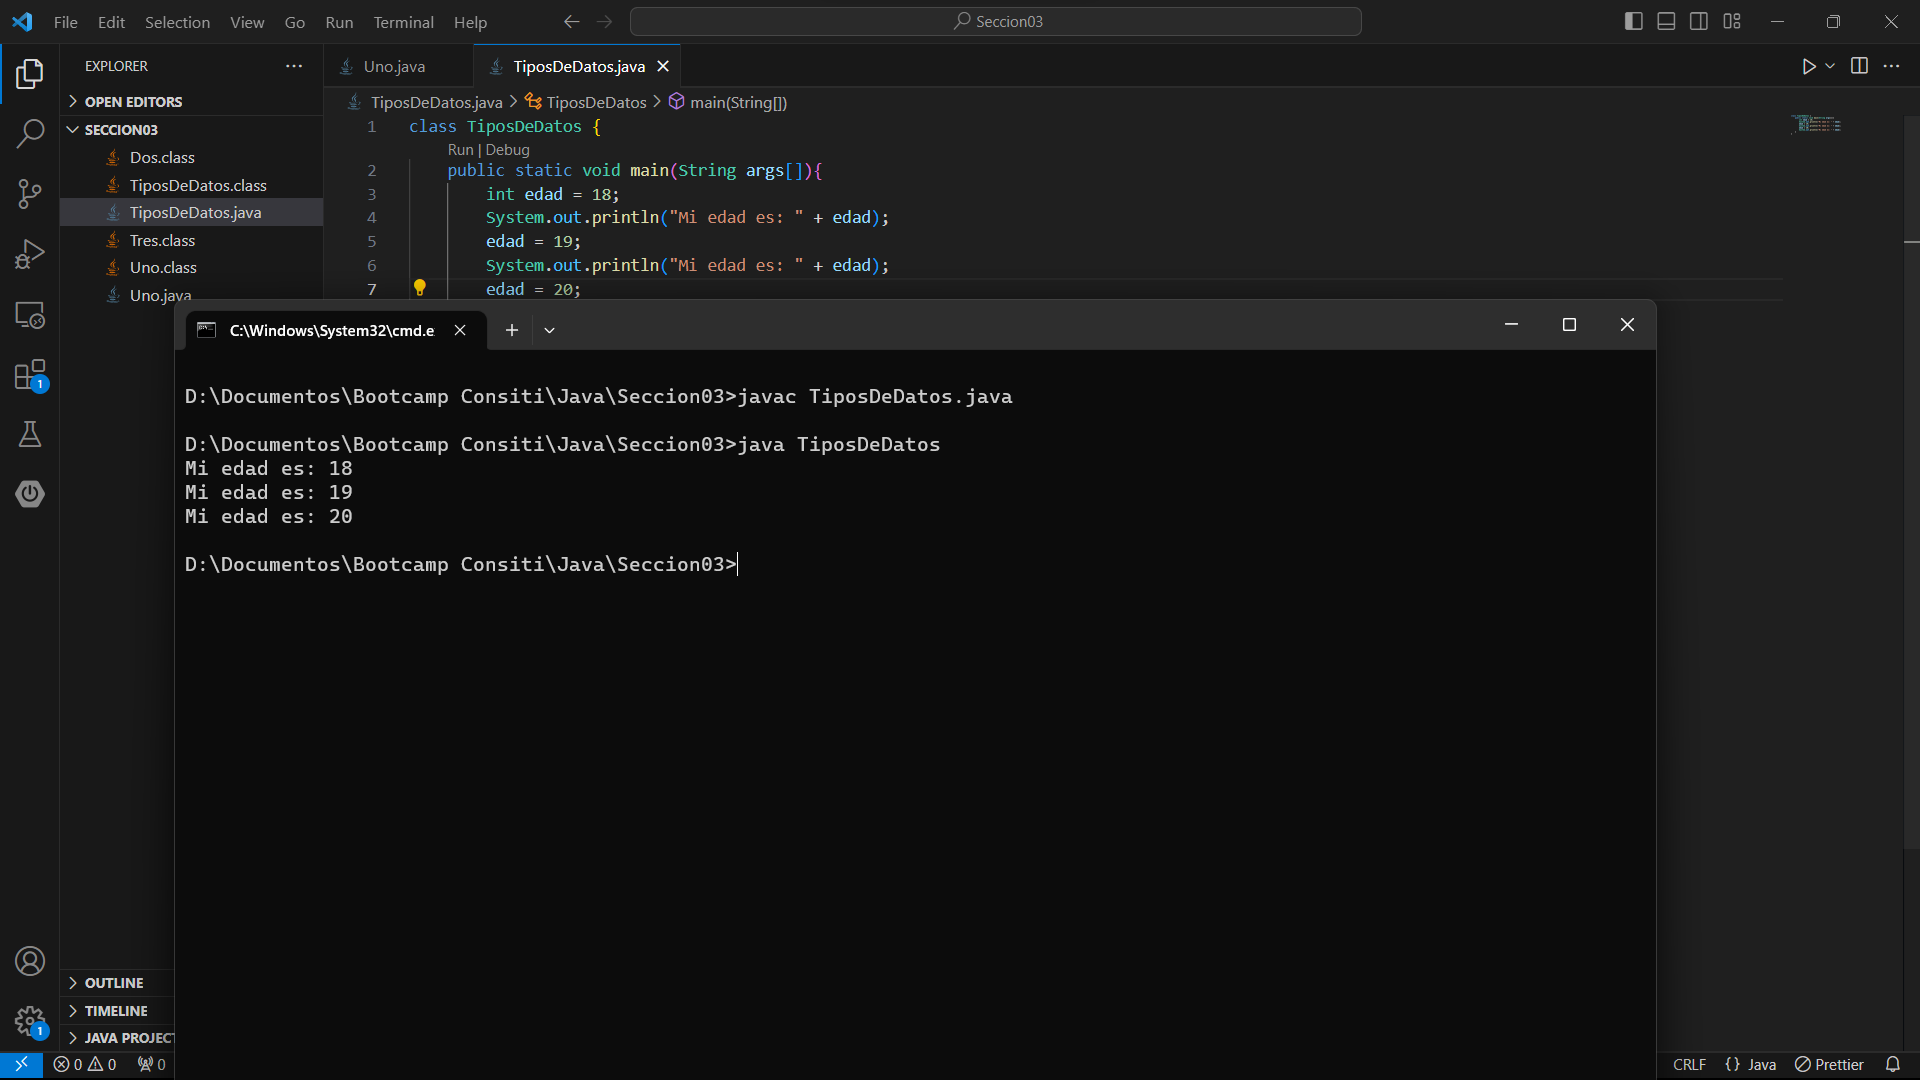 File Edit Selection View Go Run Terminal Help
Seccion03
EXPLORER
OPEN EDITORS
SECCION03
Dos.class
TiposDeDatos.class
TiposDeDatos.java
Tres.class
Uno.class
Uno.java
Uno.java TiposDeDatos.java
TiposDeDatos.java > TiposDeDatos > main(String[])
1 class TiposDeDatos {
Run | Debug
2 public static void main(String args[]){
3 int edad = 18;
4 System.out.println("Mi edad es: " + edad);
5 edad = 19;
6 System.out.println("Mi edad es: " + edad);
7 edad = 20;
C:\Windows\System32\cmd.e
D:\Documentos\Bootcamp Consiti\Java\Seccion03>javac TiposDeDatos.java
D:\Documentos\Bootcamp Consiti\Java\Seccion03>java TiposDeDatos
Mi edad es: 18
Mi edad es: 19
Mi edad es: 20
D:\Documentos\Bootcamp Consiti\Java\Seccion03>
1
OUTLINE
TIMELINE
JAVA PROJECT
1
0 0 0
CRLF {} Java Prettier